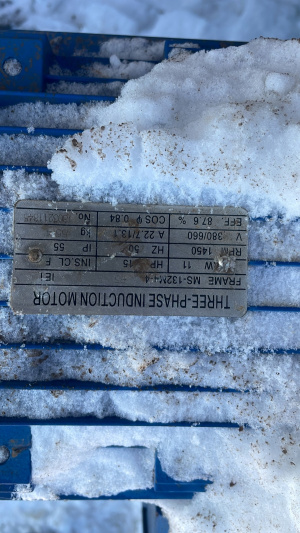 THREE-PHASE INDUCTION MOTOR
FRAME MS-132M-4 IE1
KW 11 HP 15 INS.CL. F
RPM 1450 HZ 50 IP 55
V 380/660 A 22.7/13.1 kg
EFF. 87.6 % COS φ 0.84 No